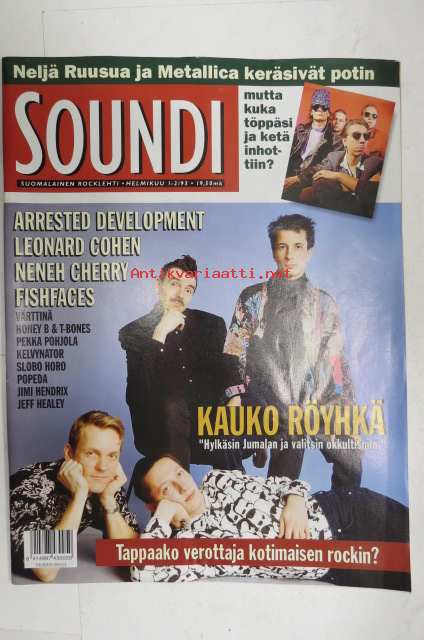 Neljä Ruusua ja Metallica keräsivät potin
SOUNDI
SUOMALAINEN ROCKLEHTI • HELMIKUU 1-2/93 • 19,50mk
mutta
kuka
töppäsi
ja ketä
inhot-
tiin?
ARRESTED DEVELOPMENT
LEONARD COHEN
NENEH CHERRY
FISHFACES
VÄRTTINÄ
HONEY B & T-BONES
PEKKA POHJOLA
KELVYNATOR
SLOBO HORO
POPEDA
JIMI HENDRIX
JEFF HEALEY
Antikvariaatti.net
KAUKO RÖYHKÄ
"Hylkäsin Jumalan ja valitsin okkultismin."
Tappaako verottaja kotimaisen rockin?